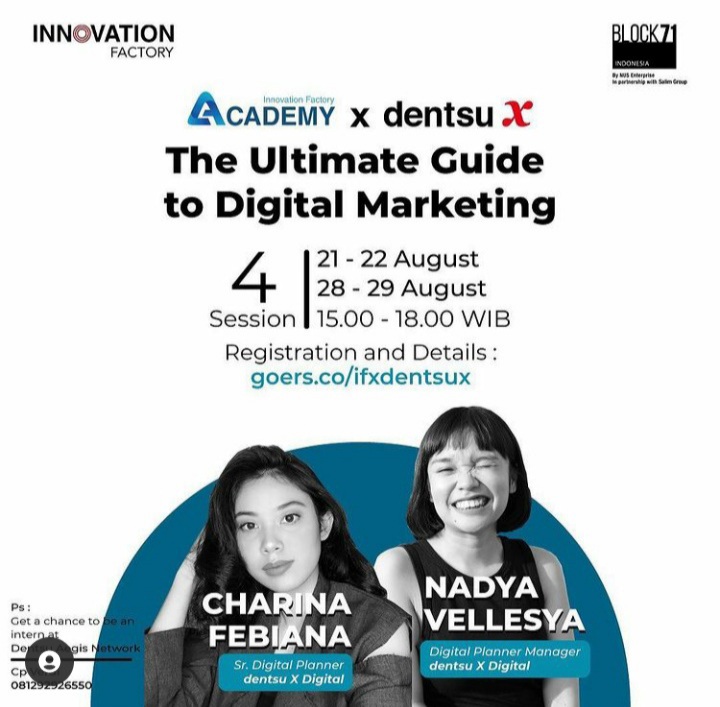 INNOVATION
FACTORY
BLOCK71
INDONESIA
By NUS Enterprise
In partnership with Salim Group
Innovation Factory
ACADEMY x dentsu X
The Ultimate Guide
to Digital Marketing
4
Session
21 - 22 August
28 - 29 August
15.00 - 18.00 WIB
Registration and Details :
goers.co/ifxdentsux
CHARINA
FEBIANA
Sr. Digital Planner
dentsu X Digital
NADYA
VELLESYA
Digital Planner Manager
dentsu X Digital
Ps :
Get a chance to be an
intern at
Aegis Network